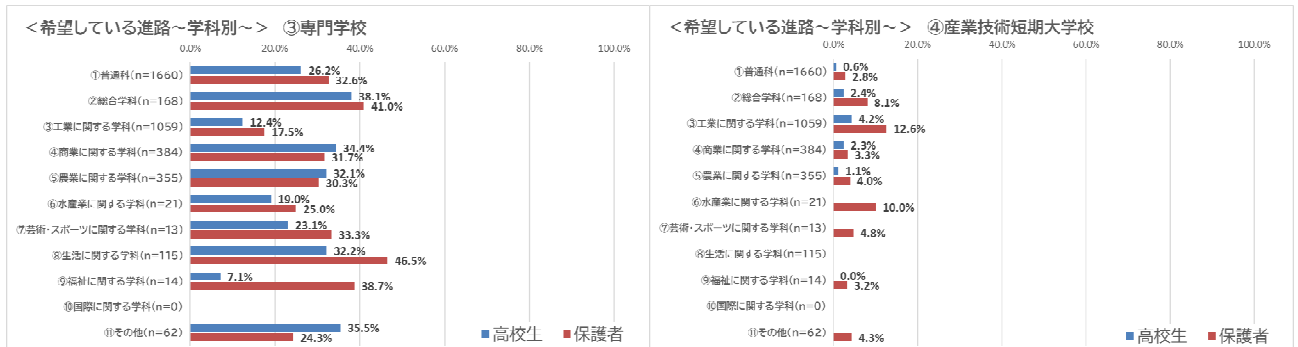 ＜希望している進路～学科別～＞　③専門学校
0.0% 20.0% 40.0% 60.0% 80.0% 100.0%
①普通科(n=1660) 26.2% 32.6%
②総合学科(n=168) 38.1% 41.0%
③工業に関する学科(n=1059) 12.4% 17.5%
④商業に関する学科(n=384) 34.4% 31.7%
⑤農業に関する学科(n=355) 32.1% 30.3%
⑥水産業に関する学科(n=21) 19.0% 25.0%
⑦芸術・スポーツに関する学科(n=13) 23.1% 33.3%
⑧生活に関する学科(n=115) 32.2% 46.5%
⑨福祉に関する学科(n=14) 7.1% 38.7%
⑩国際に関する学科(n=0)
⑪その他(n=62) 35.5% 24.3%
高校生 保護者
＜希望している進路～学科別～＞　④産業技術短期大学校
0.0% 20.0% 40.0% 60.0% 80.0% 100.0%
①普通科(n=1660) 0.6% 2.8%
②総合学科(n=168) 2.4% 8.1%
③工業に関する学科(n=1059) 4.2% 12.6%
④商業に関する学科(n=384) 2.3% 3.3%
⑤農業に関する学科(n=355) 1.1% 4.0%
⑥水産業に関する学科(n=21) 10.0%
⑦芸術・スポーツに関する学科(n=13) 4.8%
⑧生活に関する学科(n=115)
⑨福祉に関する学科(n=14) 0.0% 3.2%
⑩国際に関する学科(n=0)
⑪その他(n=62) 4.3%
高校生 保護者